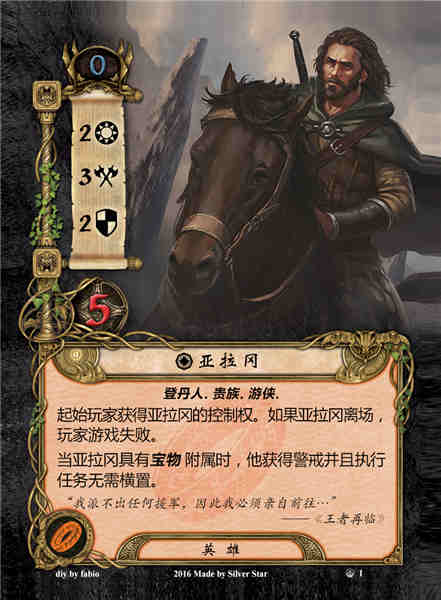 0
2
3
2
5
亚拉冈
登丹人. 贵族. 游侠.
起始玩家获得亚拉冈的控制权。如果亚拉冈离场，
玩家游戏失败。
当亚拉冈具有宝物 附属时，他获得警戒并且执行
任务无需横置。
“我派不出任何援军，因此我必须亲自前往…”
——《王者再临》
英雄
diy by fabio 2016 Made by Silver Star 1